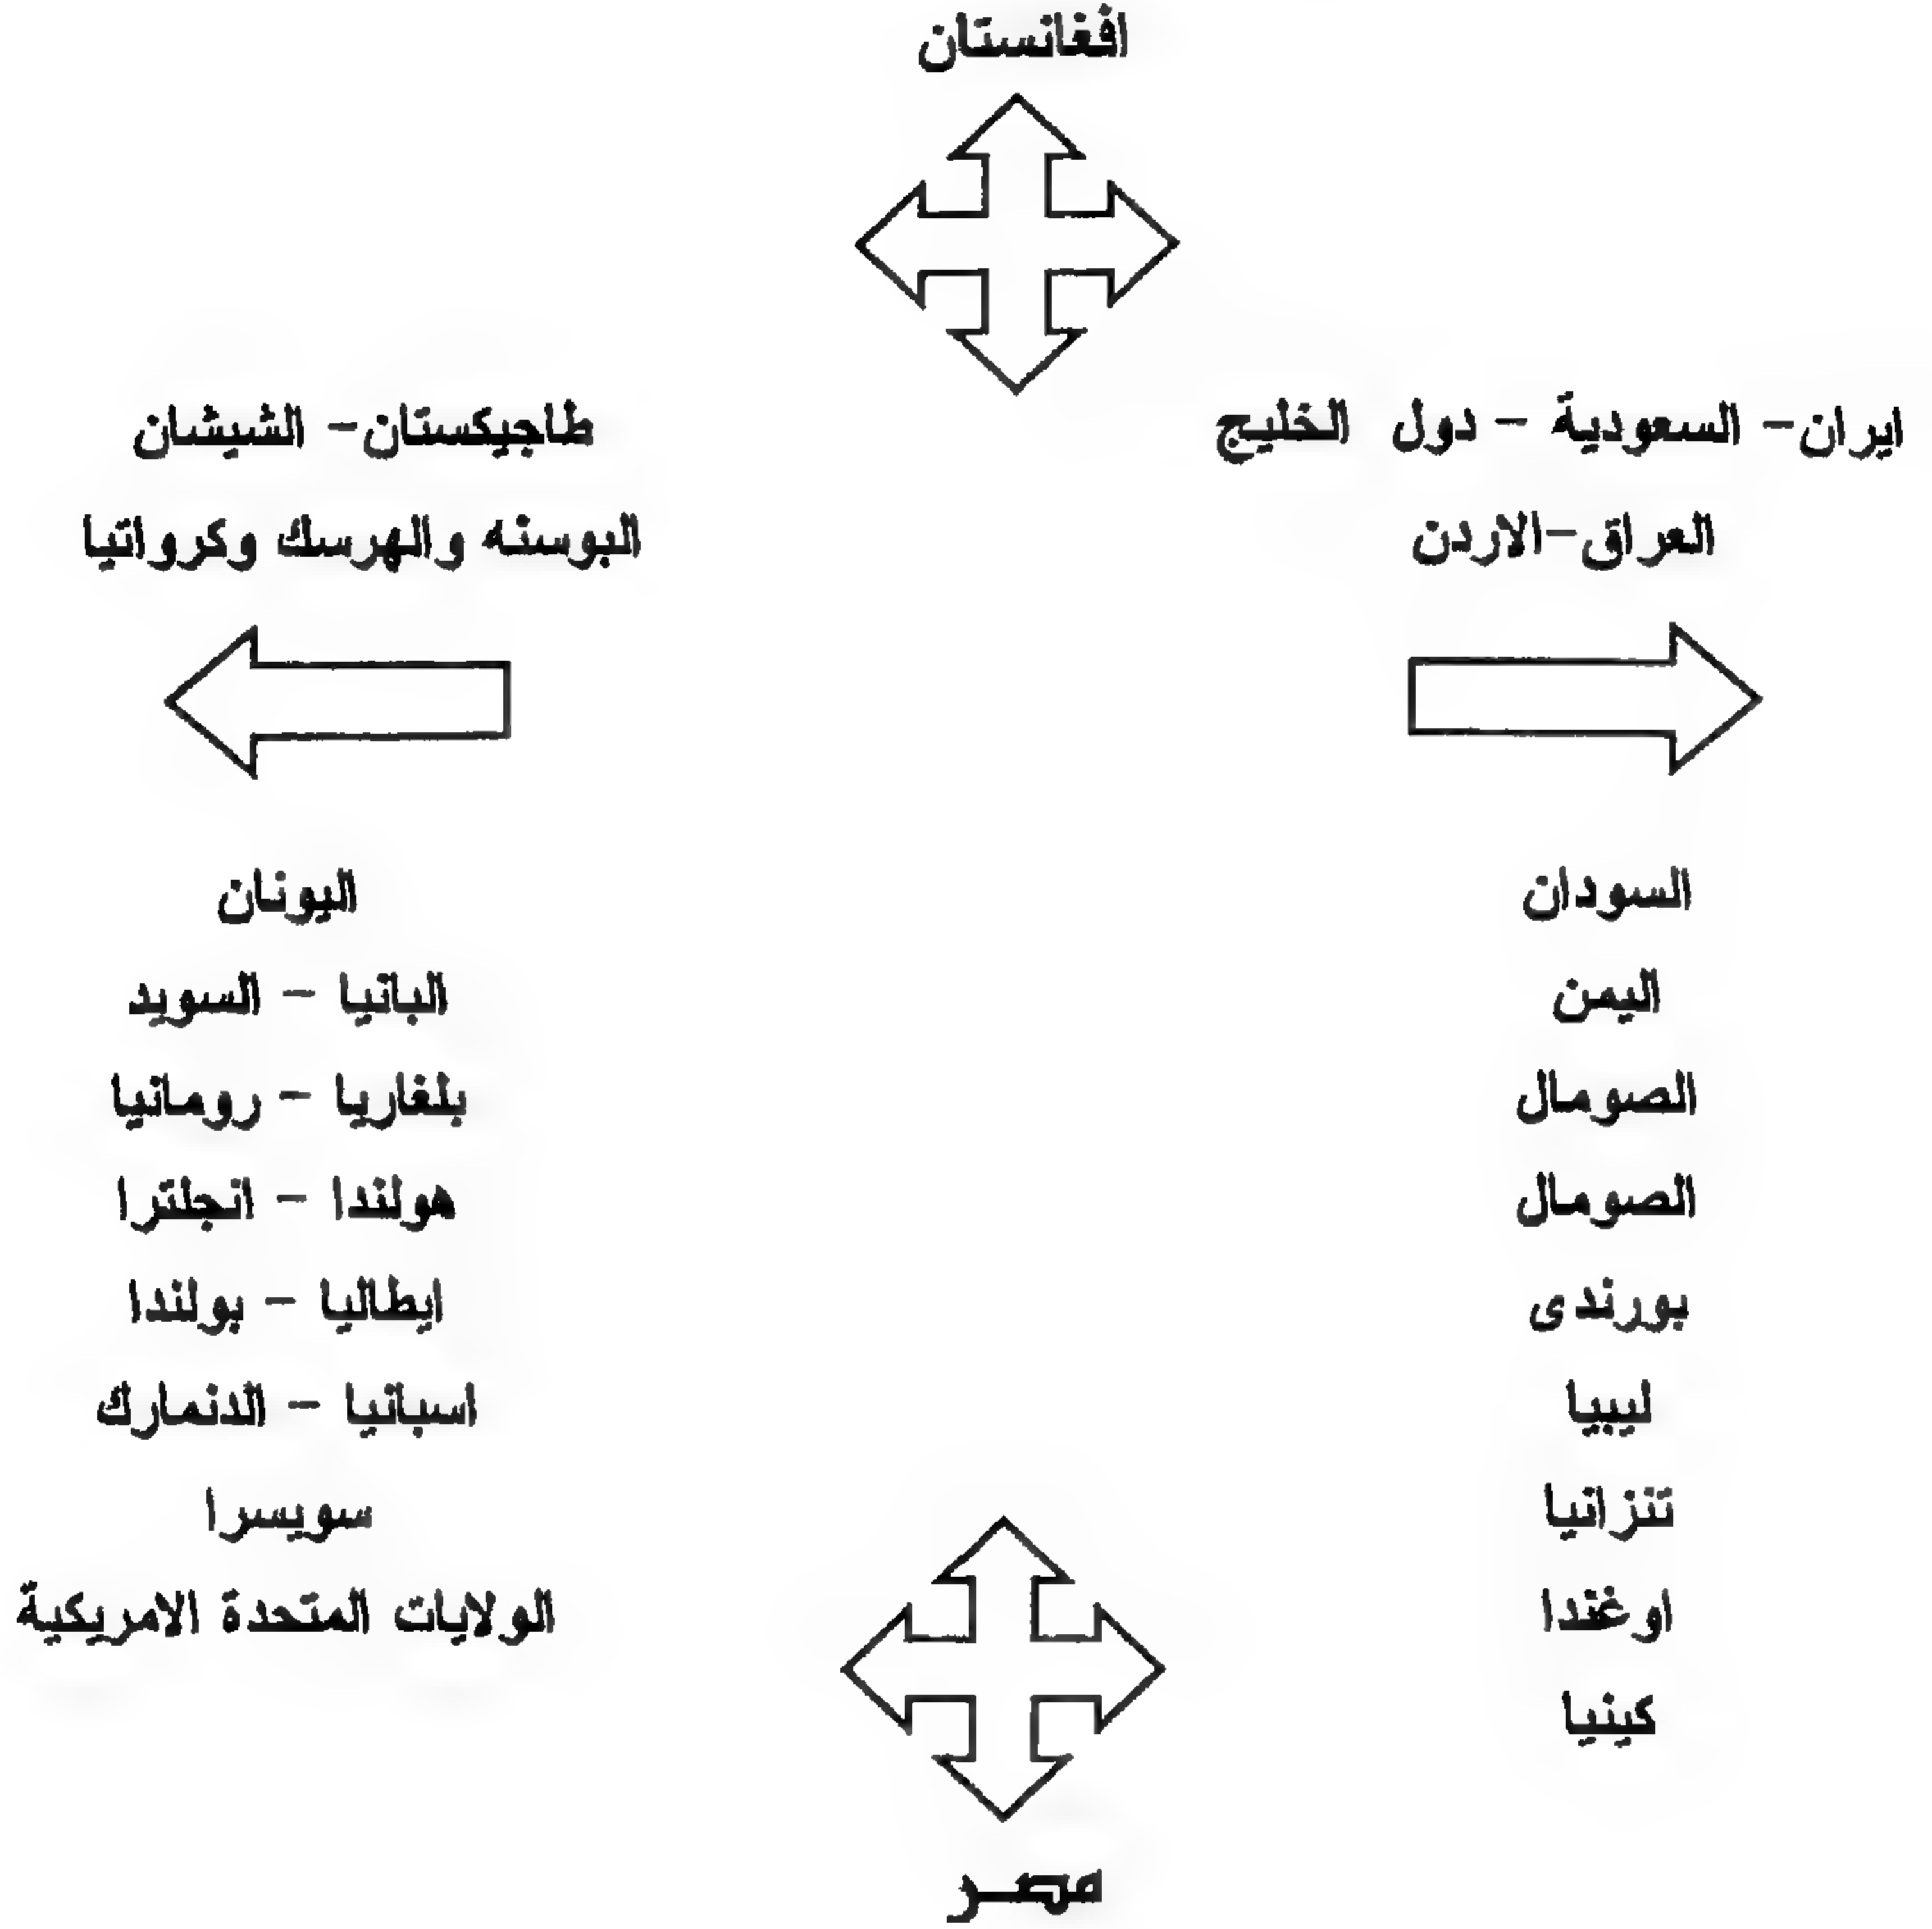 افغانستان
ايران- السعودية - دول الخليج
العراق-الاردن
طاجيكستان- الشيشان
البوسنه والهرسك وكرواتيا
السودان
اليمن
الصومال
الصومال
بورندى
ليبيا
تنزانيا
اوغندا
كينيا
اليونان
البانيا - السويد
بلغاريا - رومانيا
هولندا - انجلترا
ايطاليا - بولندا
اسبانيا - الدنمارك
سويسرا
الولايات المتحدة الامريكية
مصر